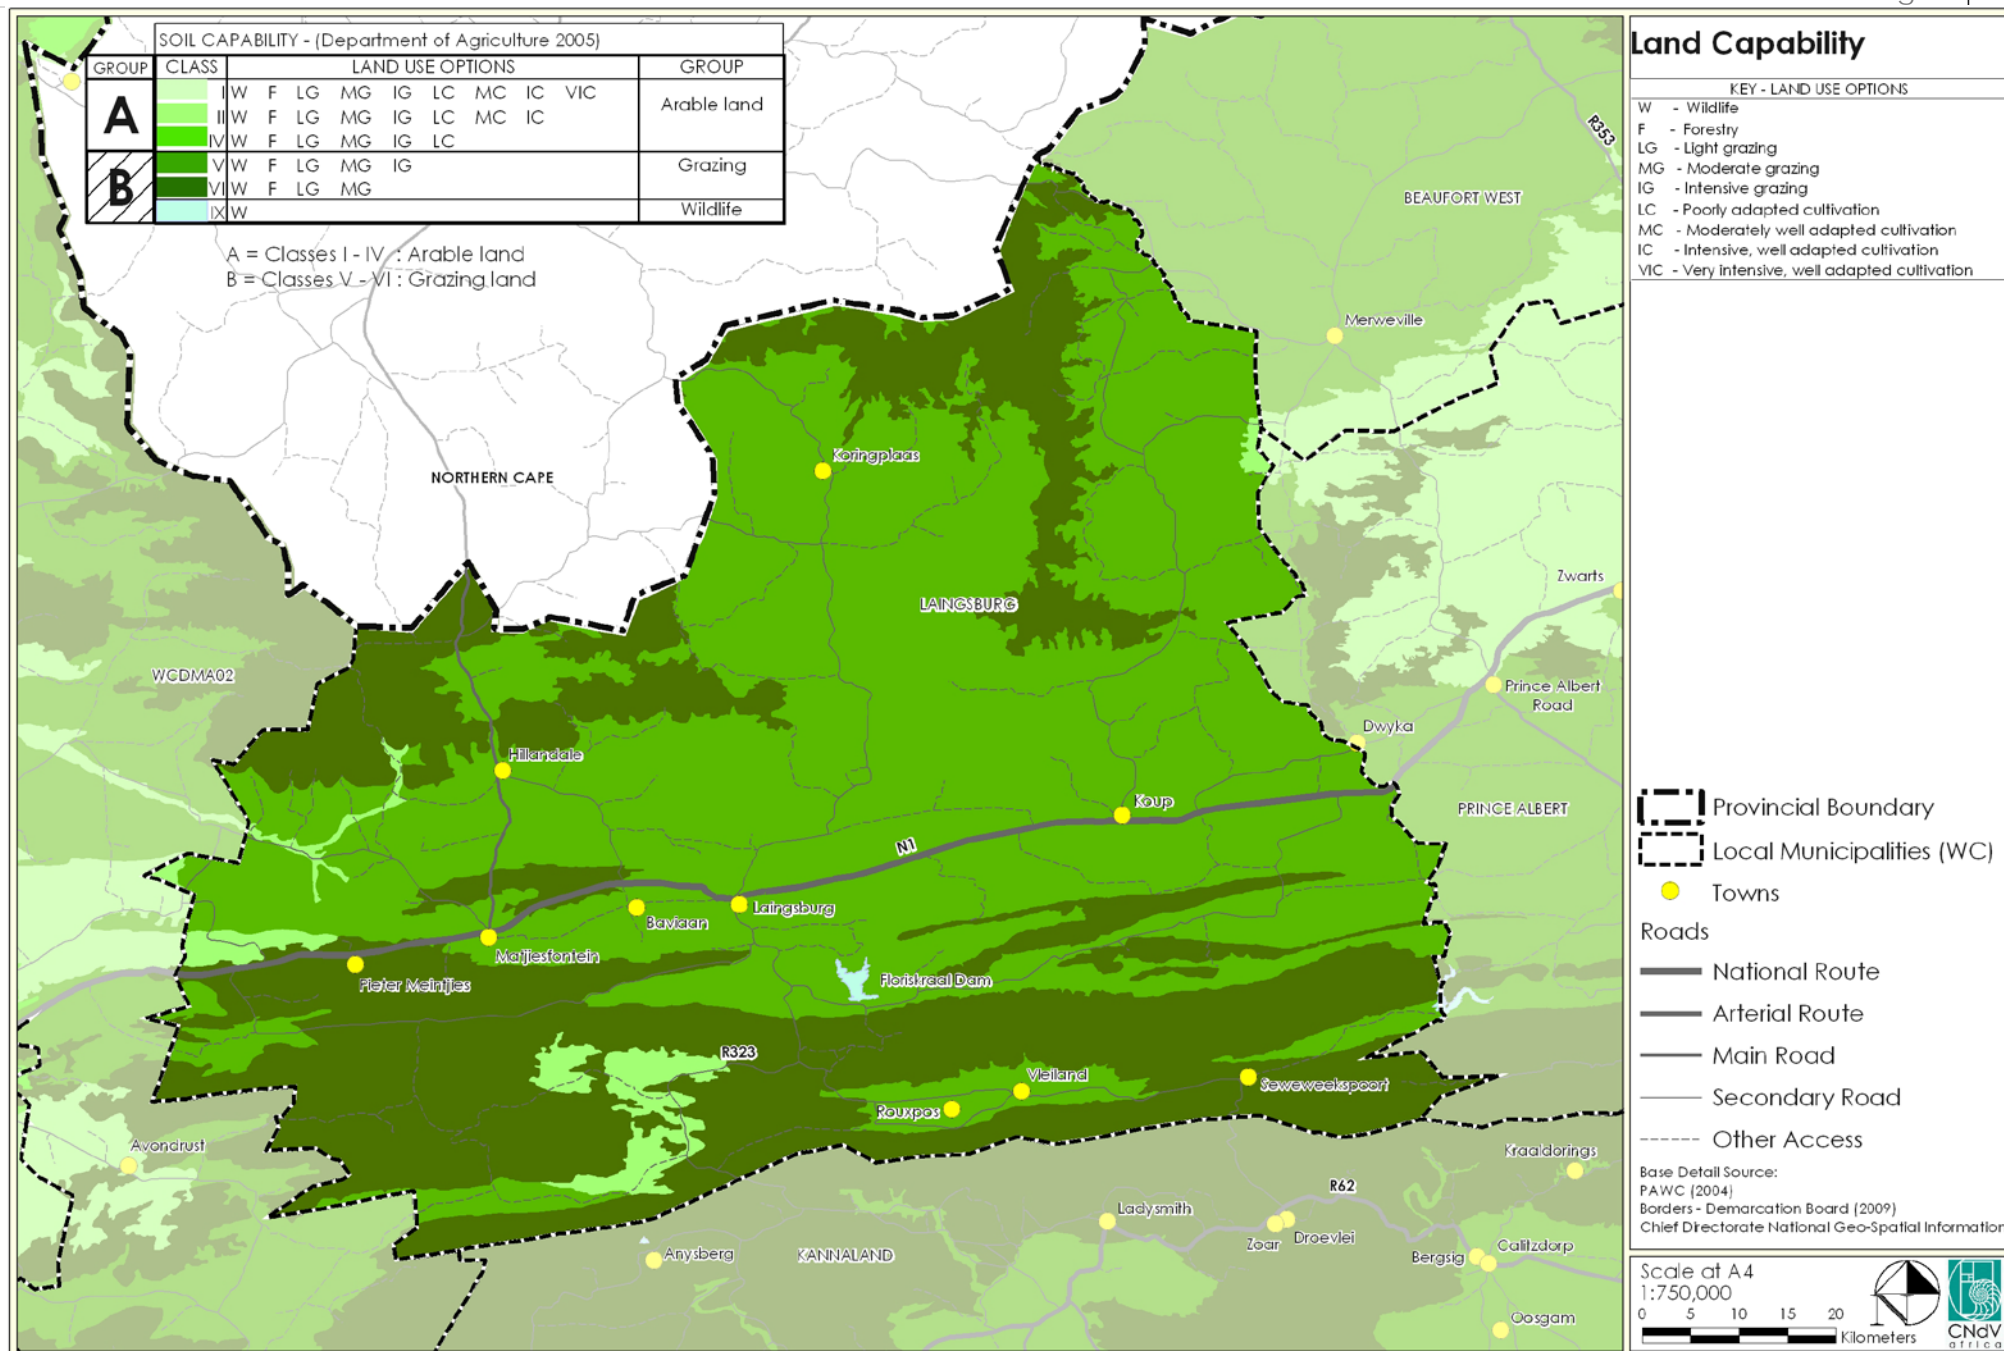 SOIL CAPABILITY - (Department of Agriculture 2005)
GROUP CLASS LAND USE OPTIONS GROUP
A
I W F LG MG IG LC MC IC VIC
Arable land
II W F LG MG IG LC MC IC
IV W F LG MG IG LC
B
V W F LG MG IG
Grazing
VI W F LG MG
IX W
Wildlife
A = Classes I - IV : Arable land
B = Classes V - VI : Grazing land
R353
BEAUFORT WEST
Merweville
Koringplaas
NORTHERN CAPE
Zwarts
LAINGSBURG
WCDMA02
Prince Albert
Road
Dwyka
Hillandale
Koup
PRINCE ALBERT
N1
Laingsburg
Baviaan
Matjiesfontein
Pieter Meintjies
Floriskraal Dam
R323
Vleiland
Seweweekspoort
Rouxpos
Avondrust
Kraaldorings
R62
Ladysmith
Zoar
Droevlei
Calitzdorp
Bergsig
Anysberg
KANNALAND
Oosgam
Land Capability
KEY - LAND USE OPTIONS
W - Wildlife
F - Forestry
LG - Light grazing
MG - Moderate grazing
IG - Intensive grazing
LC - Poorly adapted cultivation
MC - Moderately well adapted cultivation
IC - Intensive, well adapted cultivation
VIC - Very intensive, well adapted cultivation
Provincial Boundary
Local Municipalities (WC)
Towns
Roads
National Route
Arterial Route
Main Road
Secondary Road
Other Access
Base Detail Source:
PAWC (2004)
Borders - Demarcation Board (2009)
Chief Directorate National Geo-Spatial Information
Scale at A4
1:750,000
0 5 10 15 20
Kilometers
CNdV
africa